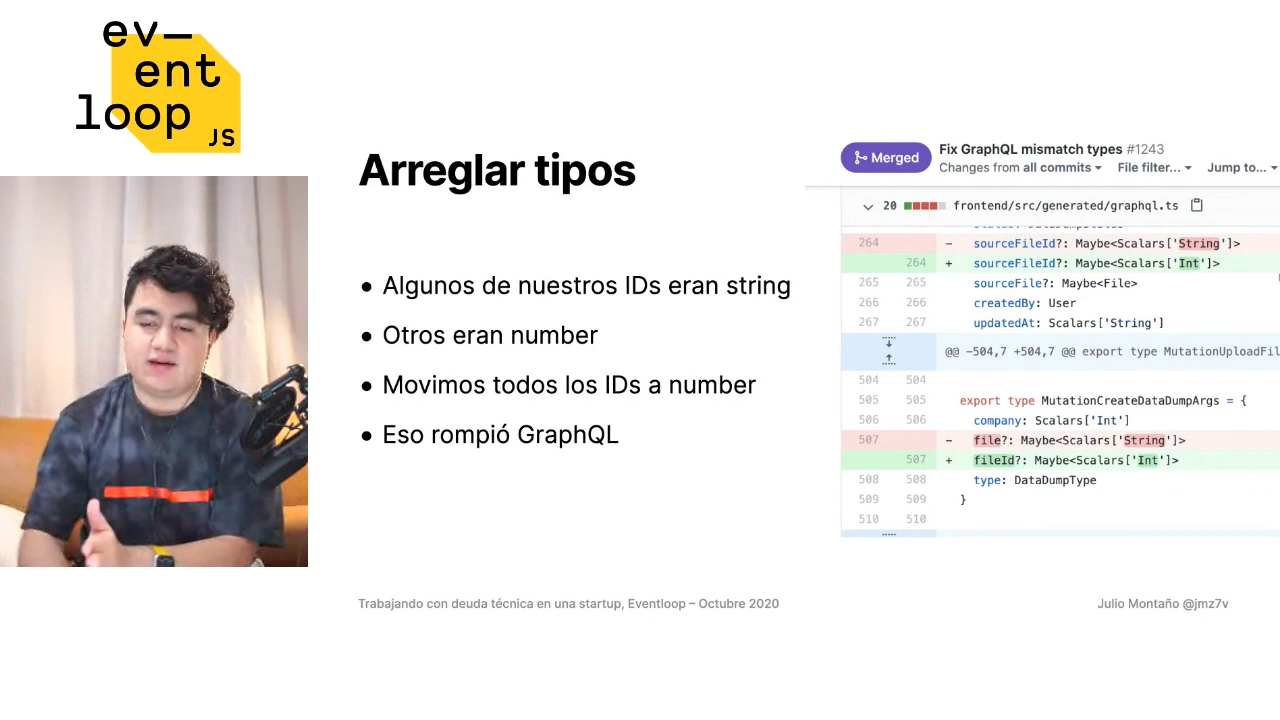 ev—
ent
loop JS
Arreglar tipos
• Algunos de nuestros IDs eran string
• Otros eran number
• Movimos todos los IDs a number
• Eso rompió GraphQL
Merged
Fix GraphQL mismatch types #1243
Changes from all commits File filter... Jump to...
20 frontend/src/generated/graphql.ts
264 - sourceFileId?: Maybe<Scalars['String']>
264 + sourceFileId?: Maybe<Scalars['Int']>
265 265 sourceFile?: Maybe<File>
266 266 createdBy: User
267 267 updatedAt: Scalars['String']
@@ -504,7 +504,7 @@ export type MutationUploadFil
504 504
505 505 export type MutationCreateDataDumpArgs = {
506 506 company: Scalars['Int']
507 - file?: Maybe<Scalars['String']>
507 + fileId?: Maybe<Scalars['Int']>
508 508 type: DataDumpType
509 509 }
510 510
Trabajando con deuda técnica en una startup, Eventloop – Octubre 2020
Julio Montaño @jmz7v